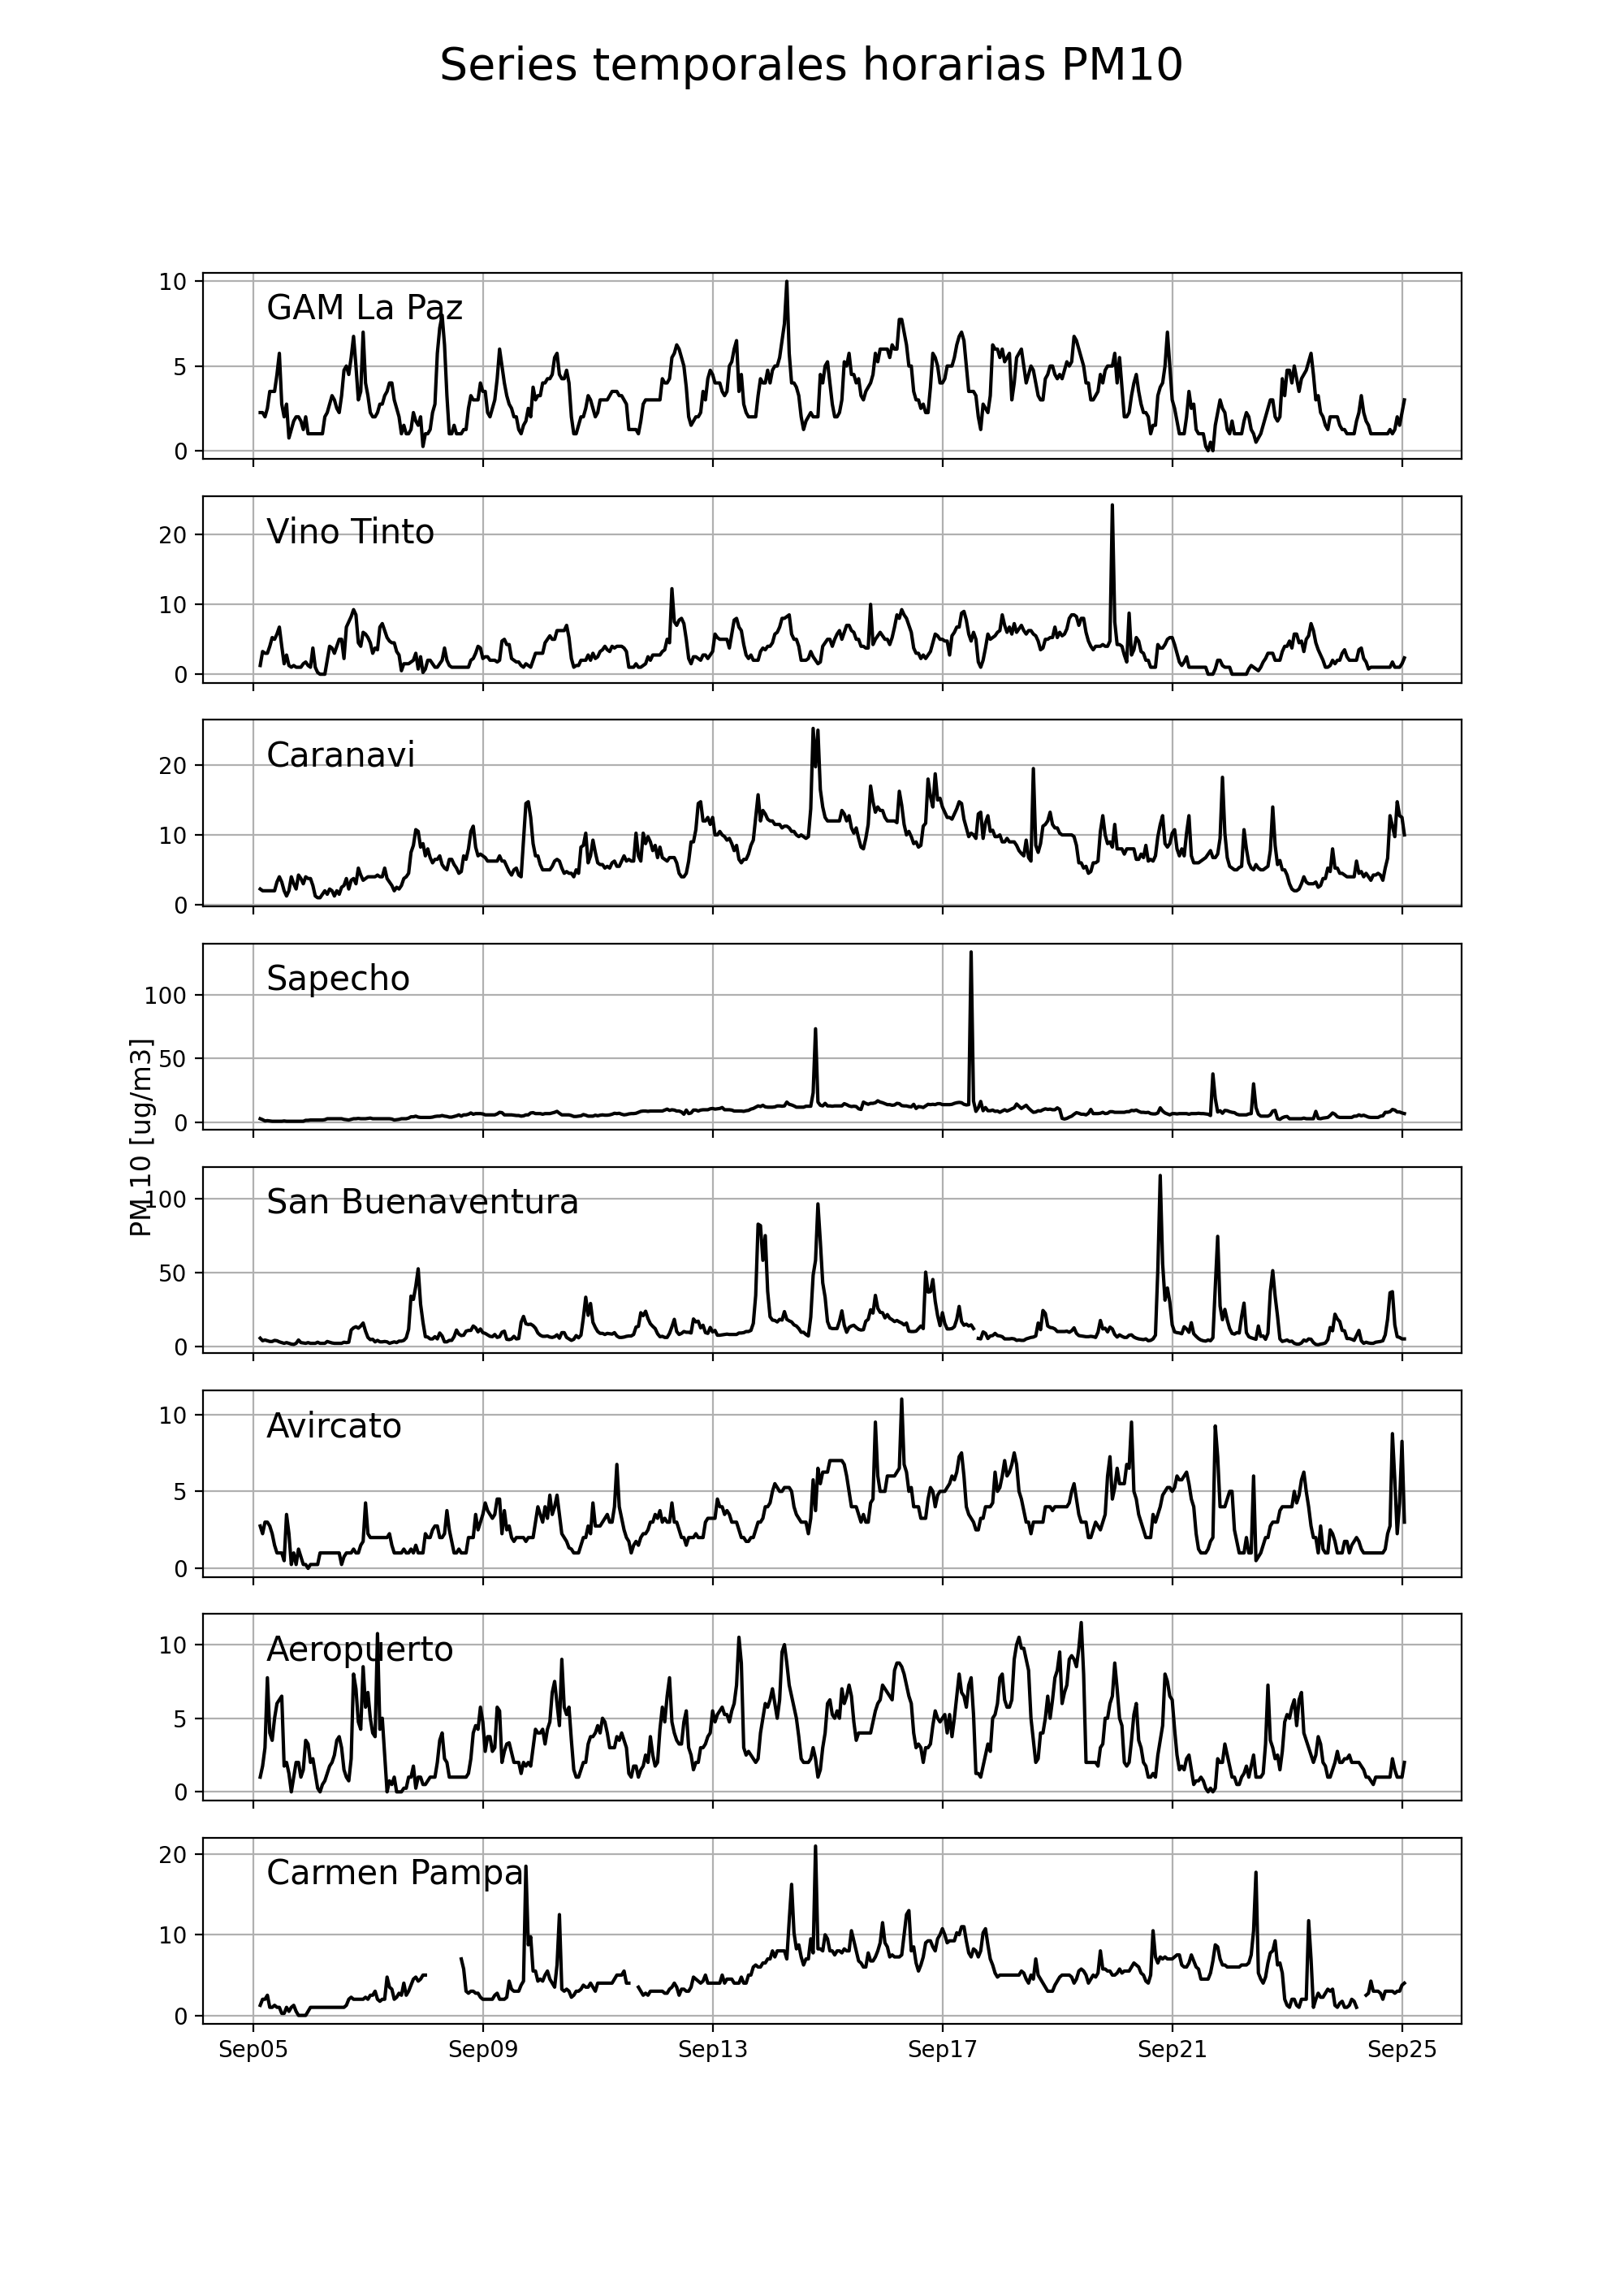 Series temporales horarias PM10
10
5
0
GAM La Paz
20
10
0
Vino Tinto
20
10
0
Caranavi
100
50
0
Sapecho
PM 10 [ug/m3]
100
50
0
San Buenaventura
10
5
0
Avircato
10
5
0
Aeropuerto
20
10
0
Carmen Pampa
Sep05 Sep09 Sep13 Sep17 Sep21 Sep25